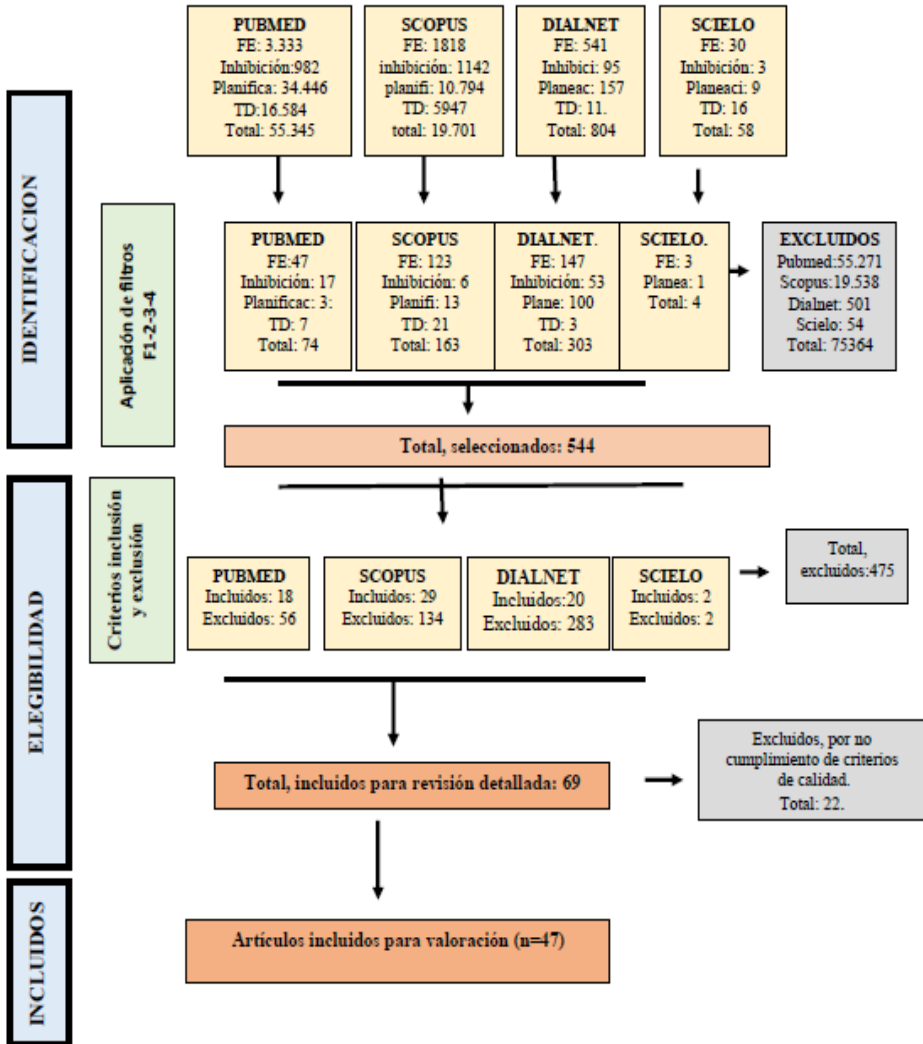 PUBMED
FE: 3.333
Inhibición:982
Planifica: 34.446
TD:16.584
Total: 55.345
SCOPUS
FE: 1818
inhibición: 1142
planifi: 10.794
TD: 5947
total: 19.701
DIALNET
FE: 541
Inhibici: 95
Planeac: 157
TD: 11.
Total: 804
SCIELO
FE: 30
Inhibición: 3
Planeaci: 9
TD: 16
Total: 58
IDENTIFICACION
Aplicación de filtros
F1-2-3-4
PUBMED
FE:47
Inhibición: 17
Planificac: 3:
TD: 7
Total: 74
SCOPUS
FE: 123
Inhibición: 6
Planifi: 13
TD: 21
Total: 163
DIALNET.
FE: 147
Inhibición: 53
Plane: 100
TD: 3
Total: 303
SCIELO.
FE: 3
Planea: 1
Total: 4
EXCLUIDOS
Pubmed:55.271
Scopus:19.538
Dialnet: 501
Scielo: 54
Total: 75364
Total, seleccionados: 544
ELEGIBILIDAD
Criterios inclusión
y exclusión
PUBMED
Incluidos: 18
Excluidos: 56
SCOPUS
Incluidos: 29
Excluidos: 134
DIALNET
Incluidos:20
Excluidos: 283
SCIELO
Incluidos: 2
Excluidos: 2
Total,
excluidos:475
Total, incluidos para revisión detallada: 69
Excluidos, por no
cumplimiento de criterios
de calidad.
Total: 22.
INCLUIDOS
Artículos incluidos para valoración (n=47)